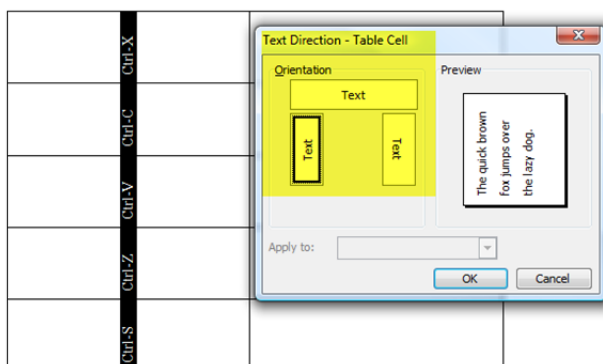 Ctrl-X
Ctrl-C
Ctrl-V
Ctrl-Z
Ctrl-S
Text Direction - Table Cell
Orientation
Text
Text
Text
Preview
The quick brown
fox jumps over
the lazy dog.
Apply to:
OK
Cancel